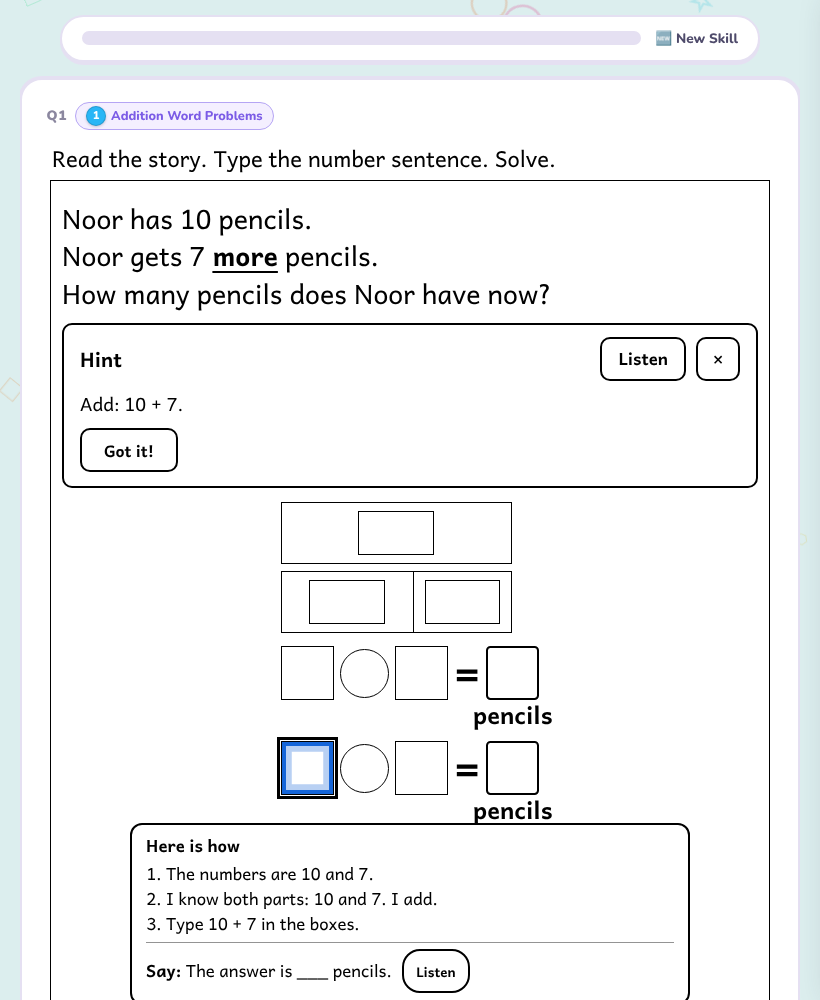 🆕 New Skill
Q1 1 Addition Word Problems
Read the story. Type the number sentence. Solve.
Noor has 10 pencils.
Noor gets 7 more pencils.
How many pencils does Noor have now?
Hint Listen ×
Add: 10 + 7.
Got it!
=
pencils
=
pencils
Here is how
1. The numbers are 10 and 7.
2. I know both parts: 10 and 7. I add.
3. Type 10 + 7 in the boxes.
Say: The answer is ___ pencils. Listen